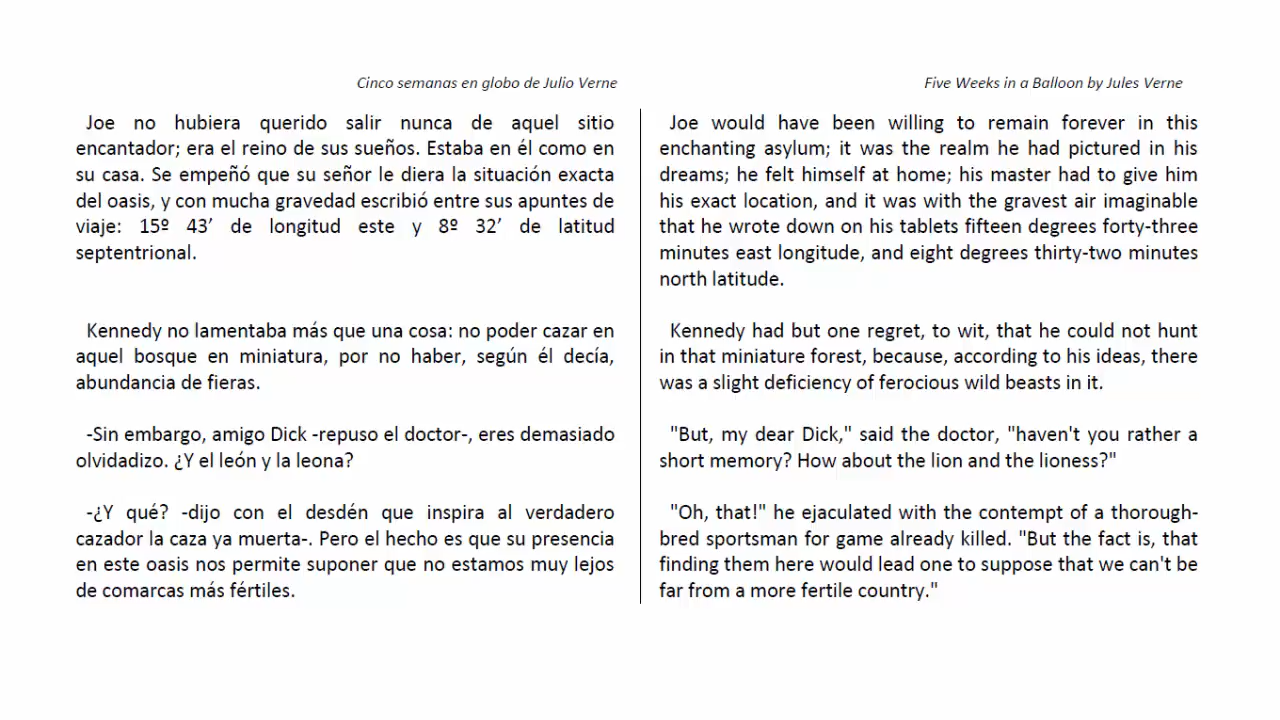 Cinco semanas en globo de Julio Verne
Joe no hubiera querido salir nunca de aquel sitio
encantador; era el reino de sus sueños. Estaba en él como en
su casa. Se empeñó que su señor le diera la situación exacta
del oasis, y con mucha gravedad escribió entre sus apuntes de
viaje: 15º 43’ de longitud este y 8º 32’ de latitud
septentrional.
Kennedy no lamentaba más que una cosa: no poder cazar en
aquel bosque en miniatura, por no haber, según él decía,
abundancia de fieras.
-Sin embargo, amigo Dick -repuso el doctor-, eres demasiado
olvidadizo. ¿Y el león y la leona?
-¿Y qué? -dijo con el desdén que inspira al verdadero
cazador la caza ya muerta-. Pero el hecho es que su presencia
en este oasis nos permite suponer que no estamos muy lejos
de comarcas más fértiles.
Five Weeks in a Balloon by Jules Verne
Joe would have been willing to remain forever in this
enchanting asylum; it was the realm he had pictured in his
dreams; he felt himself at home; his master had to give him
his exact location, and it was with the gravest air imaginable
that he wrote down on his tablets fifteen degrees forty-three
minutes east longitude, and eight degrees thirty-two minutes
north latitude.
Kennedy had but one regret, to wit, that he could not hunt
in that miniature forest, because, according to his ideas, there
was a slight deficiency of ferocious wild beasts in it.
"But, my dear Dick," said the doctor, "haven't you rather a
short memory? How about the lion and the lioness?"
"Oh, that!" he ejaculated with the contempt of a thorough-
bred sportsman for game already killed. "But the fact is, that
finding them here would lead one to suppose that we can't be
far from a more fertile country."